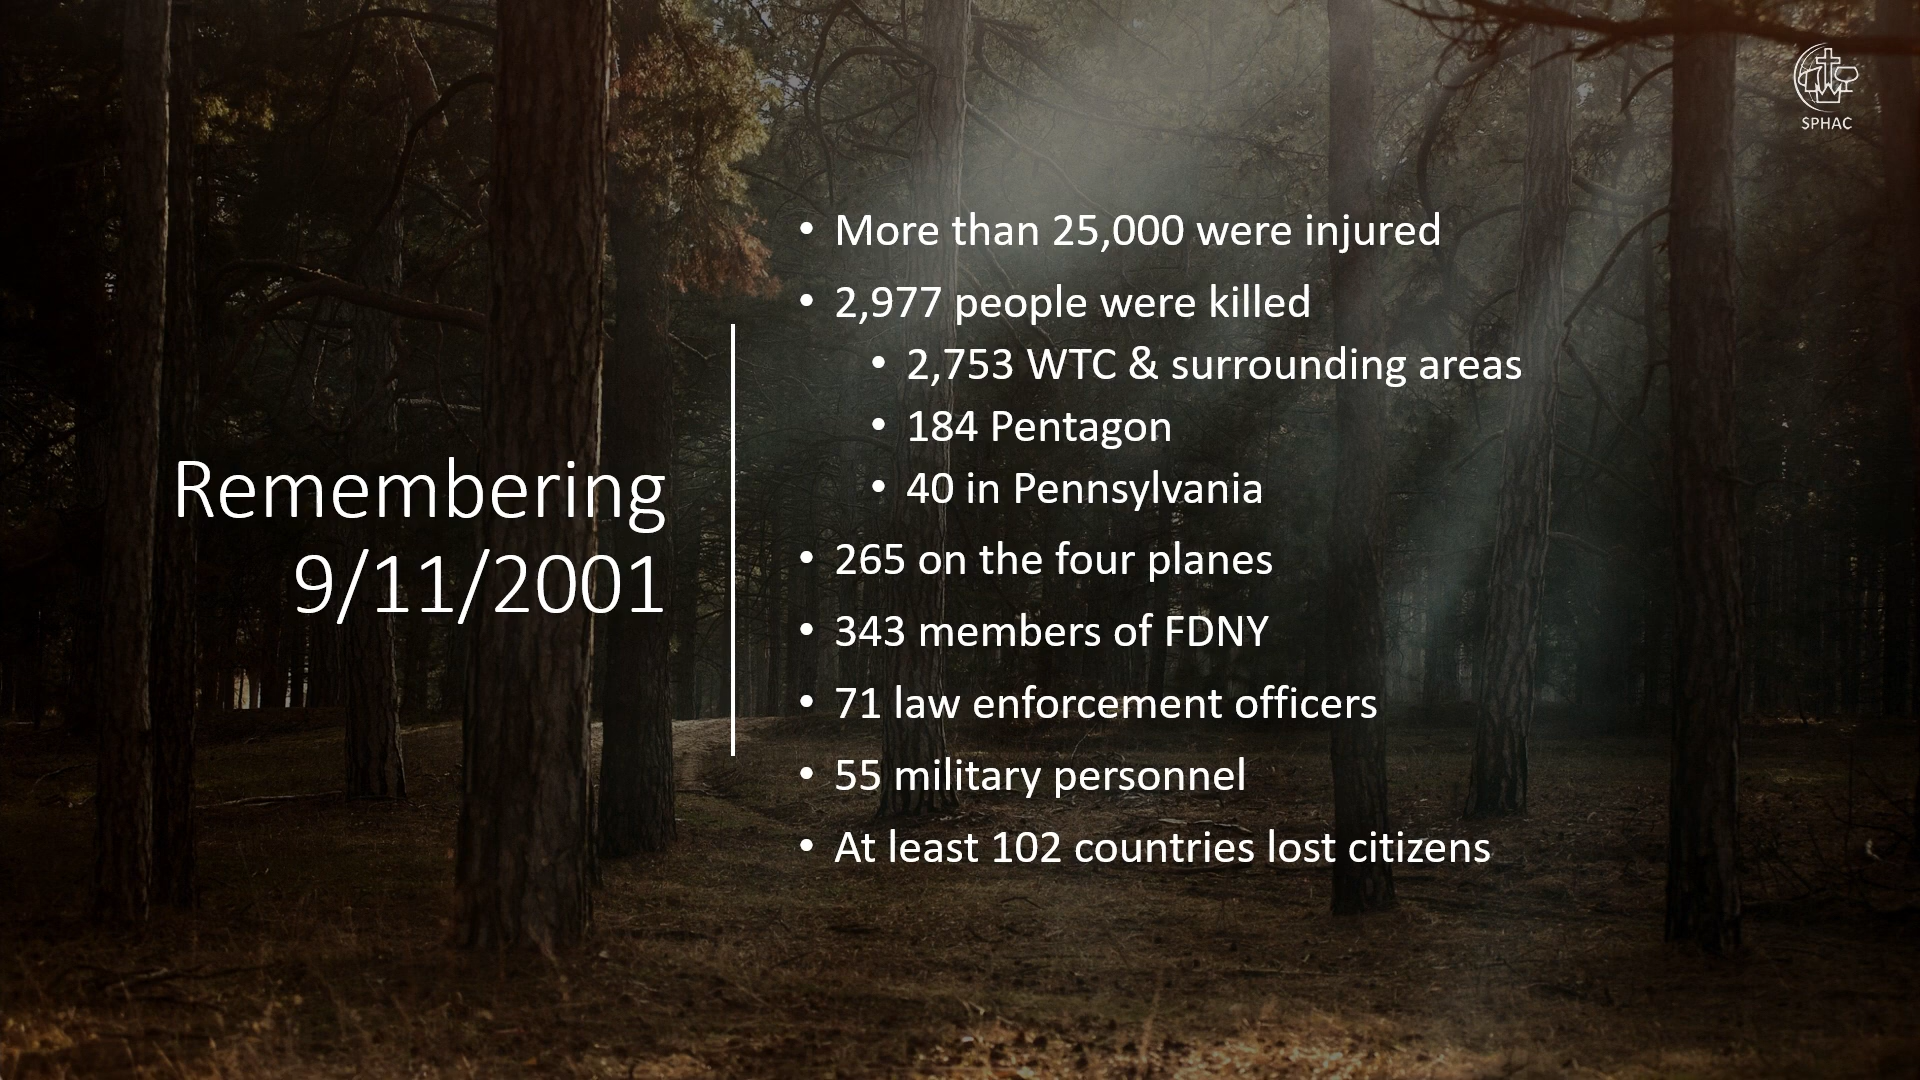 SPHAC
Remembering
9/11/2001
• More than 25,000 were injured
• 2,977 people were killed
• 2,753 WTC & surrounding areas
• 184 Pentagon
• 40 in Pennsylvania
• 265 on the four planes
• 343 members of FDNY
• 71 law enforcement officers
• 55 military personnel
• At least 102 countries lost citizens